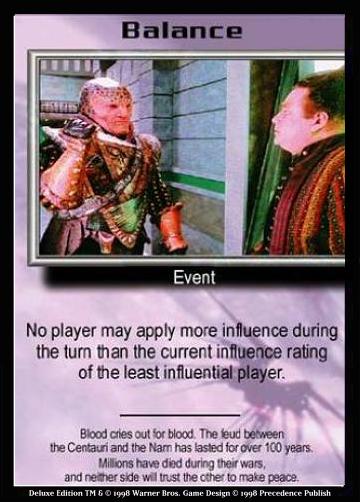 Balance
Event
No player may apply more influence during
the turn than the current influence rating
of the least influential player.
Blood cries out for blood. The feud between
the Centauri and the Narn has lasted for over 100 years.
Millions have died during their wars,
and neither side will trust the other to make peace.
Deluxe Edition TM & © 1998 Warner Bros. Game Design © 1998 Precedence Publish